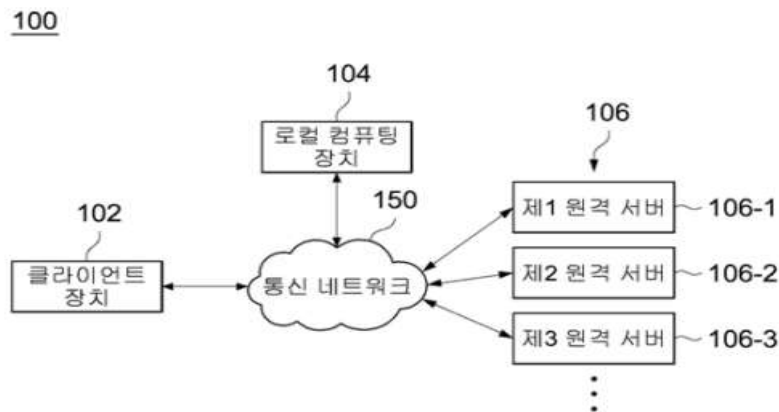 100
104
로컬 컴퓨팅
장치
106
150
102
제1 원격 서버
106-1
클라이언트
장치
통신 네트워크
제2 원격 서버
106-2
제3 원격 서버
106-3